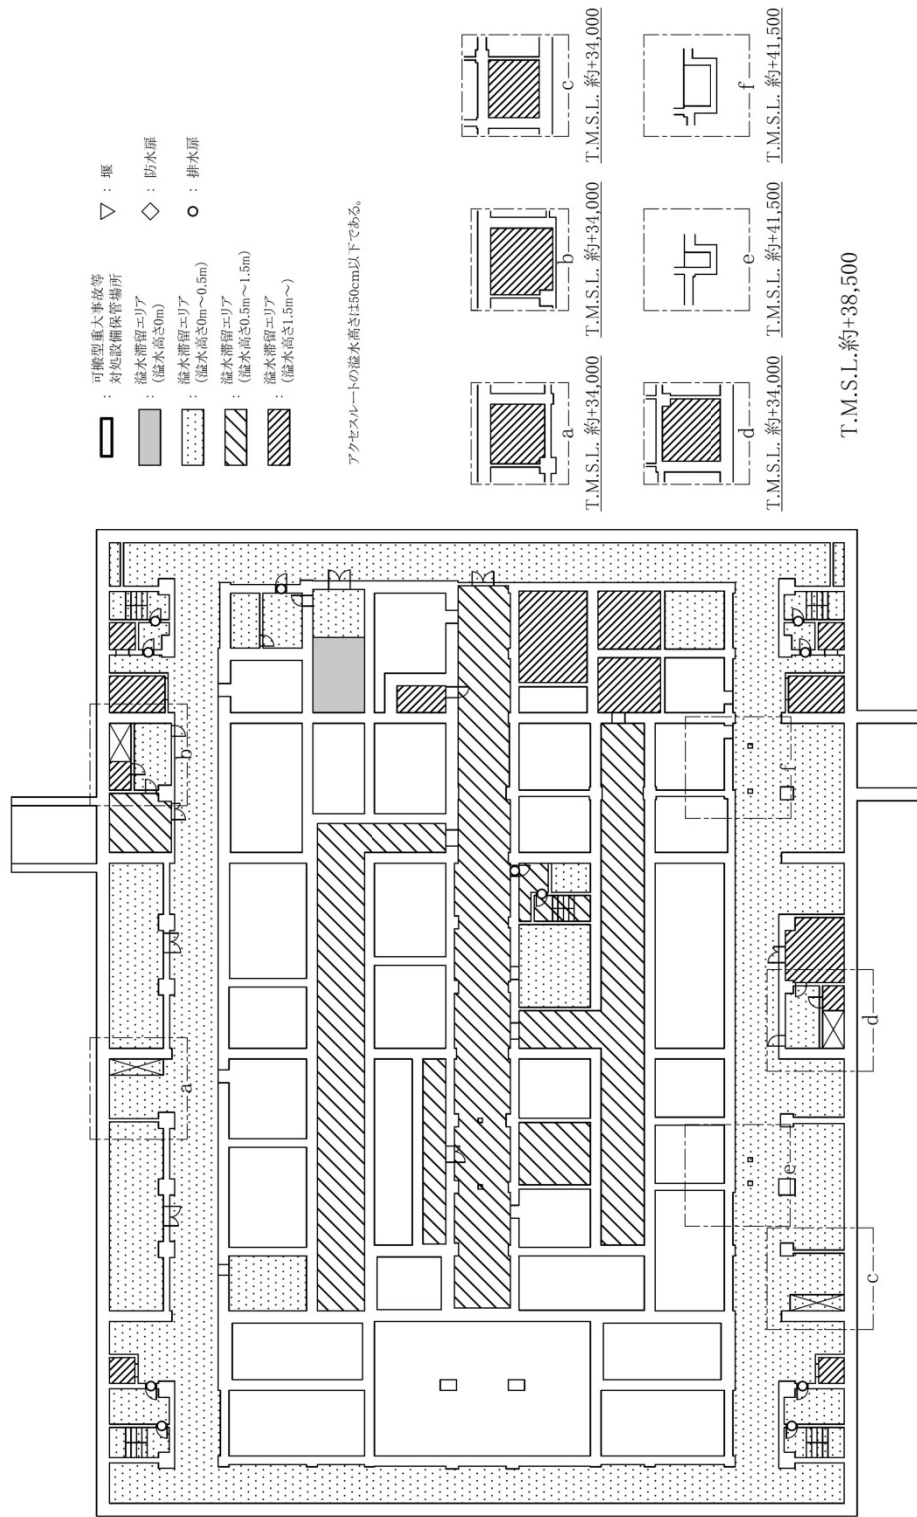 ：可搬型重大事故等
対処設備保管場所
：溢水滞留エリア
（溢水高さ0m）
：溢水滞留エリア
（溢水高さ0m～0.5m）
：溢水滞留エリア
（溢水高さ0.5m～1.5m）
：溢水滞留エリア
（溢水高さ1.5m～）
：堰
：防水扉
：排水扉
アクセスルートの溢水高さは50cm以下である。
a
T.M.S.L. 約+34,000
b
T.M.S.L. 約+34,000
c
T.M.S.L. 約+34,000
d
T.M.S.L. 約+34,000
e
T.M.S.L. 約+41,500
f
T.M.S.L. 約+41,500
T.M.S.L.約+38,500
a
b
c
d
e
f